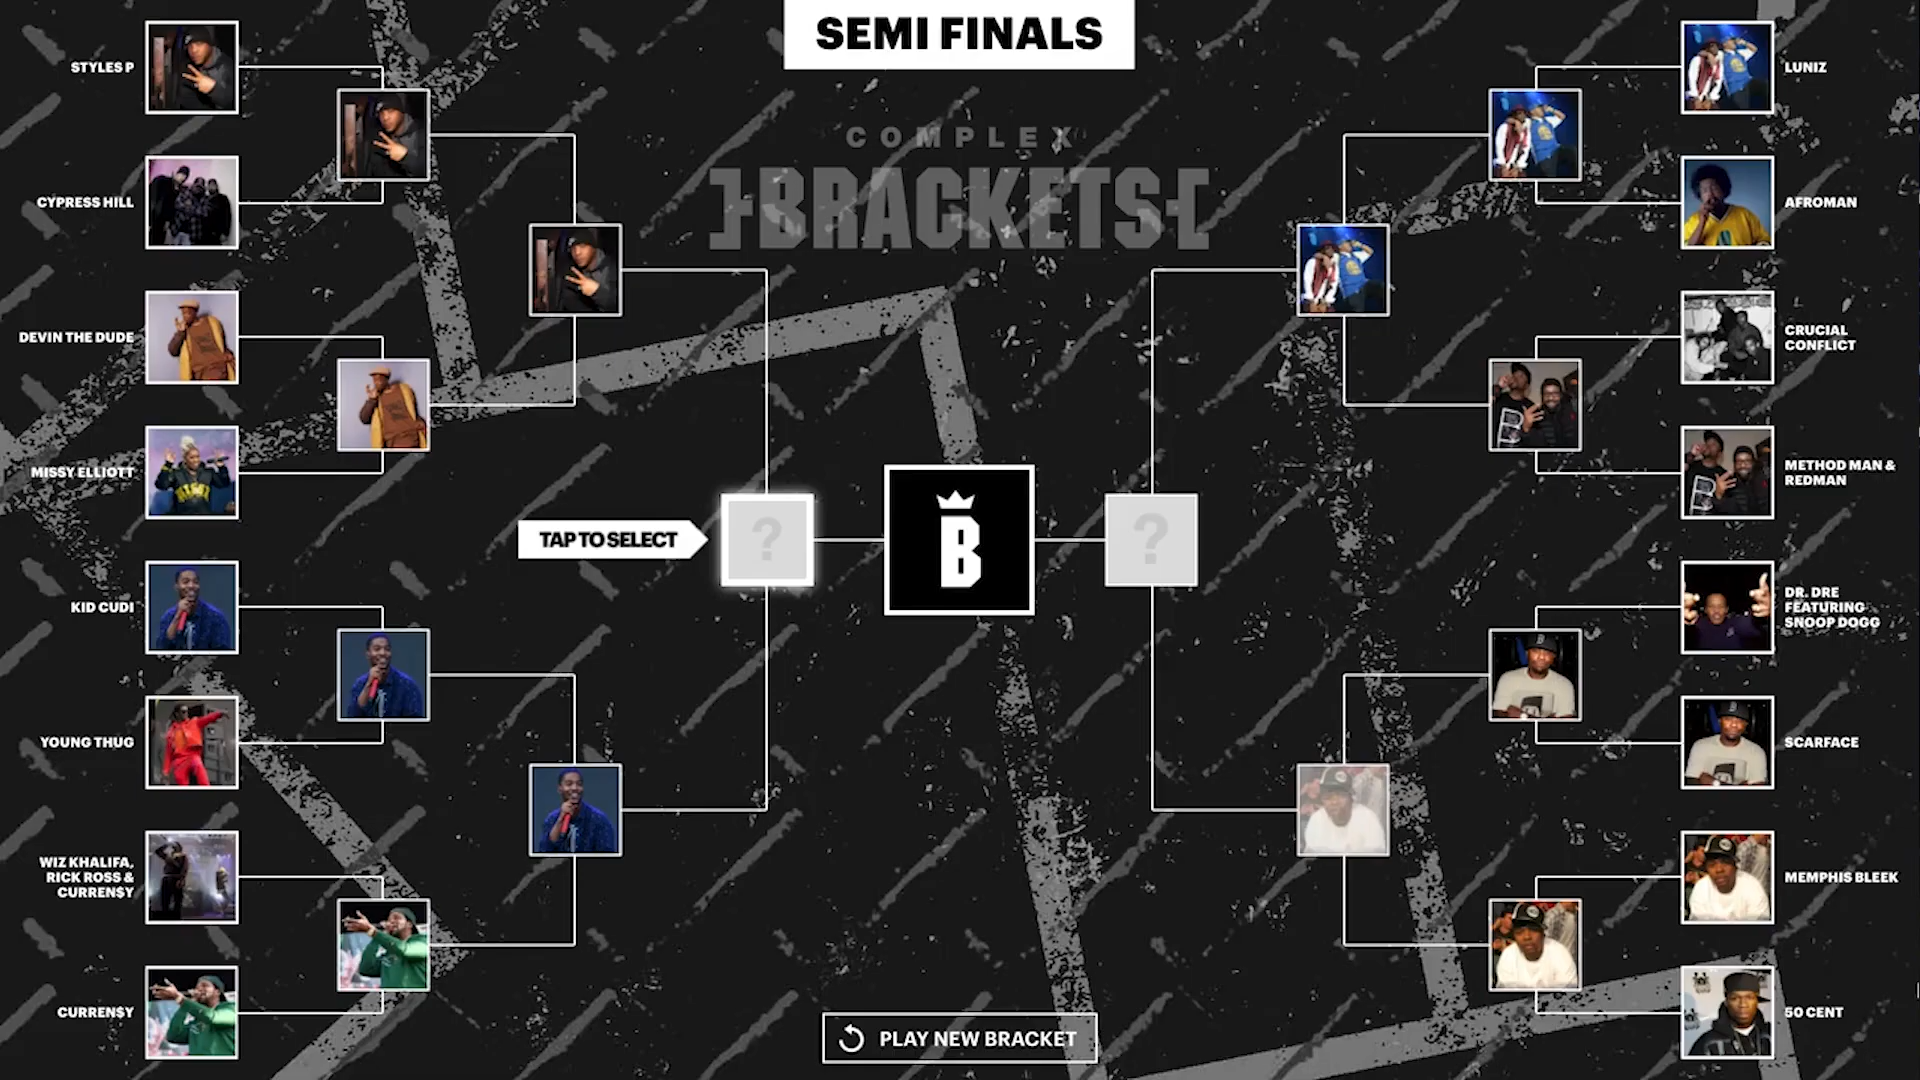 SEMI FINALS
COMPLEX
BRACKETS
STYLES P
CYPRESS HILL
DEVIN THE DUDE
MISSY ELLIOTT
KID CUDI
YOUNG THUG
WIZ KHALIFA,
RICK ROSS &
CURREN$Y
CURREN$Y
TAP TO SELECT
?
B
?
LUNIZ
AFROMAN
CRUCIAL
CONFLICT
METHOD MAN &
REDMAN
DR. DRE
FEATURING
SNOOP DOGG
SCARFACE
MEMPHIS BLEEK
50 CENT
PLAY NEW BRACKET